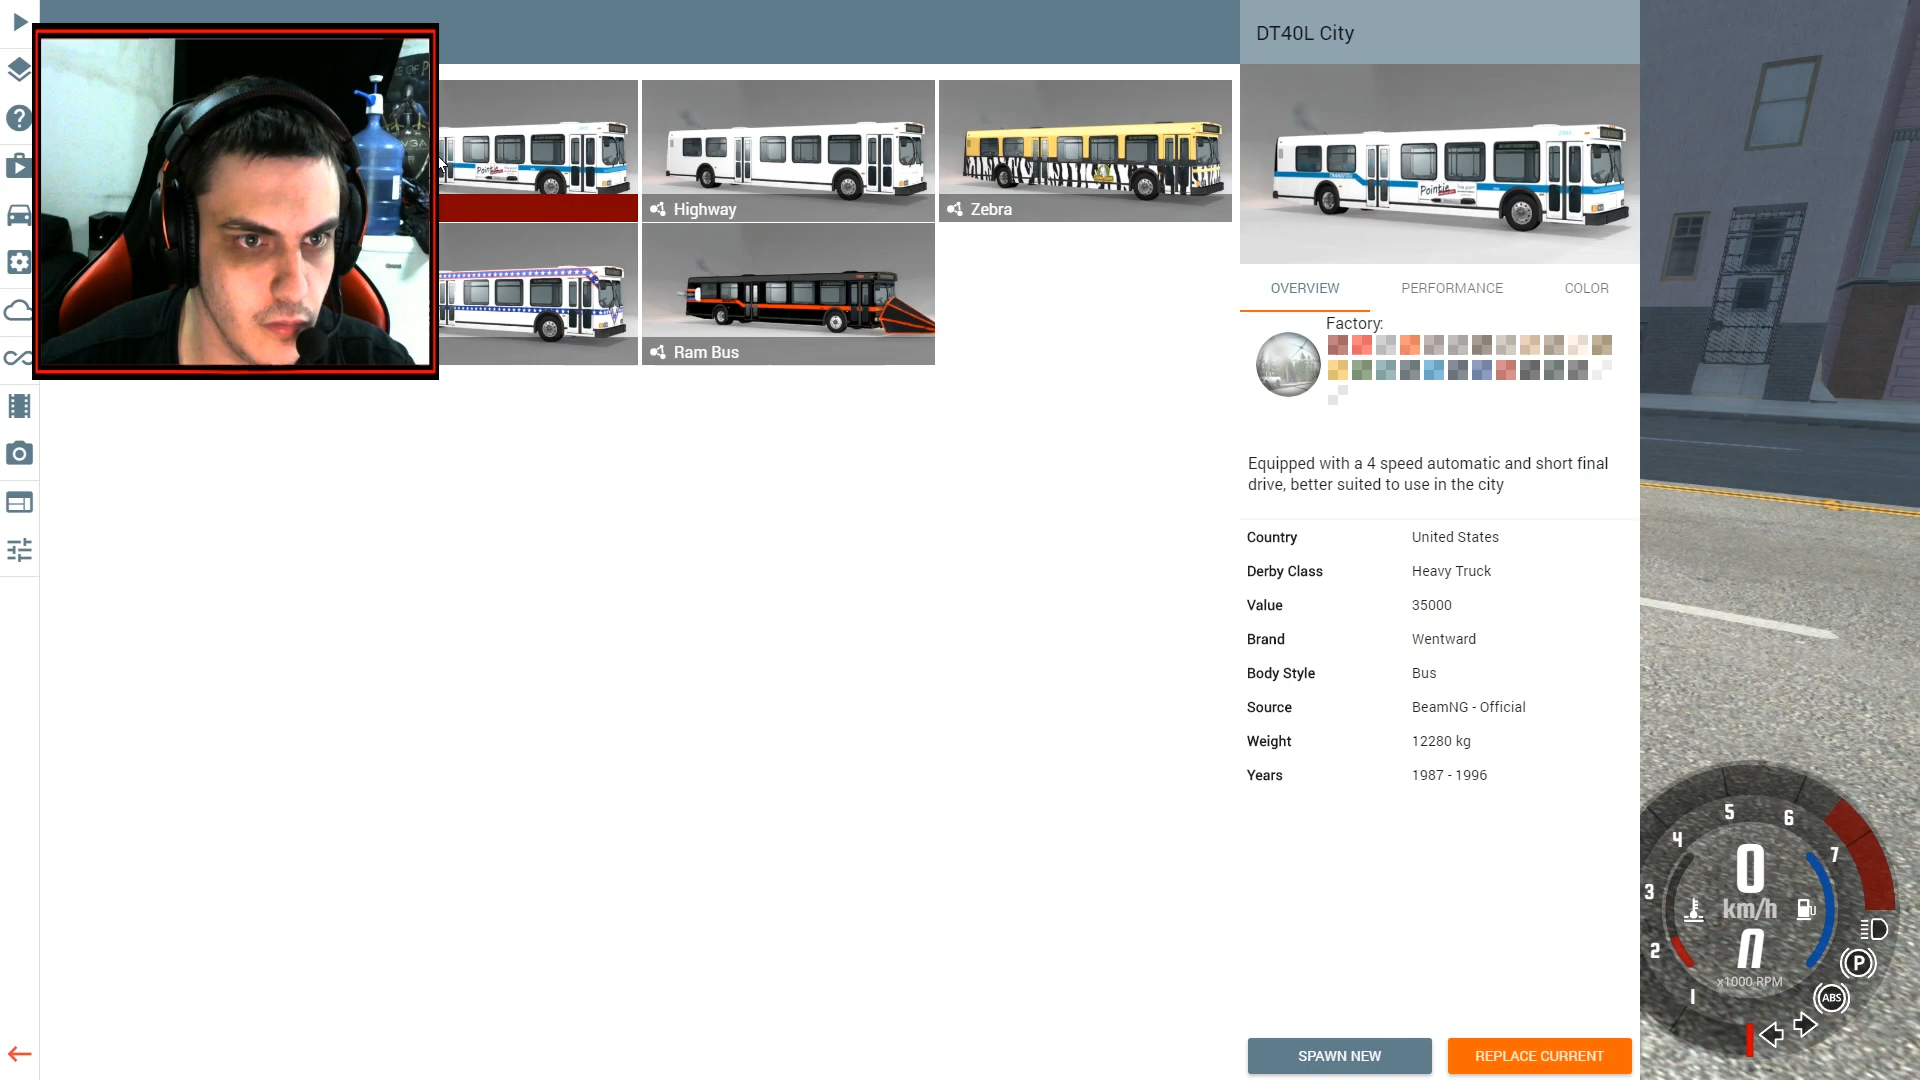 DT40L City
Pointie
Highway
Zebra
Ram Bus
Pointie
OVERVIEW
PERFORMANCE
COLOR
Factory:
Equipped with a 4 speed automatic and short final
drive, better suited to use in the city
Country
United States
Derby Class
Heavy Truck
Value
35000
Brand
Wentward
Body Style
Bus
Source
BeamNG - Official
Weight
12280 kg
Years
1987 - 1996
SPAWN NEW
REPLACE CURRENT
1
2
3
4
5
6
7
0
km/h
n
x1000 RPM
P
ABS